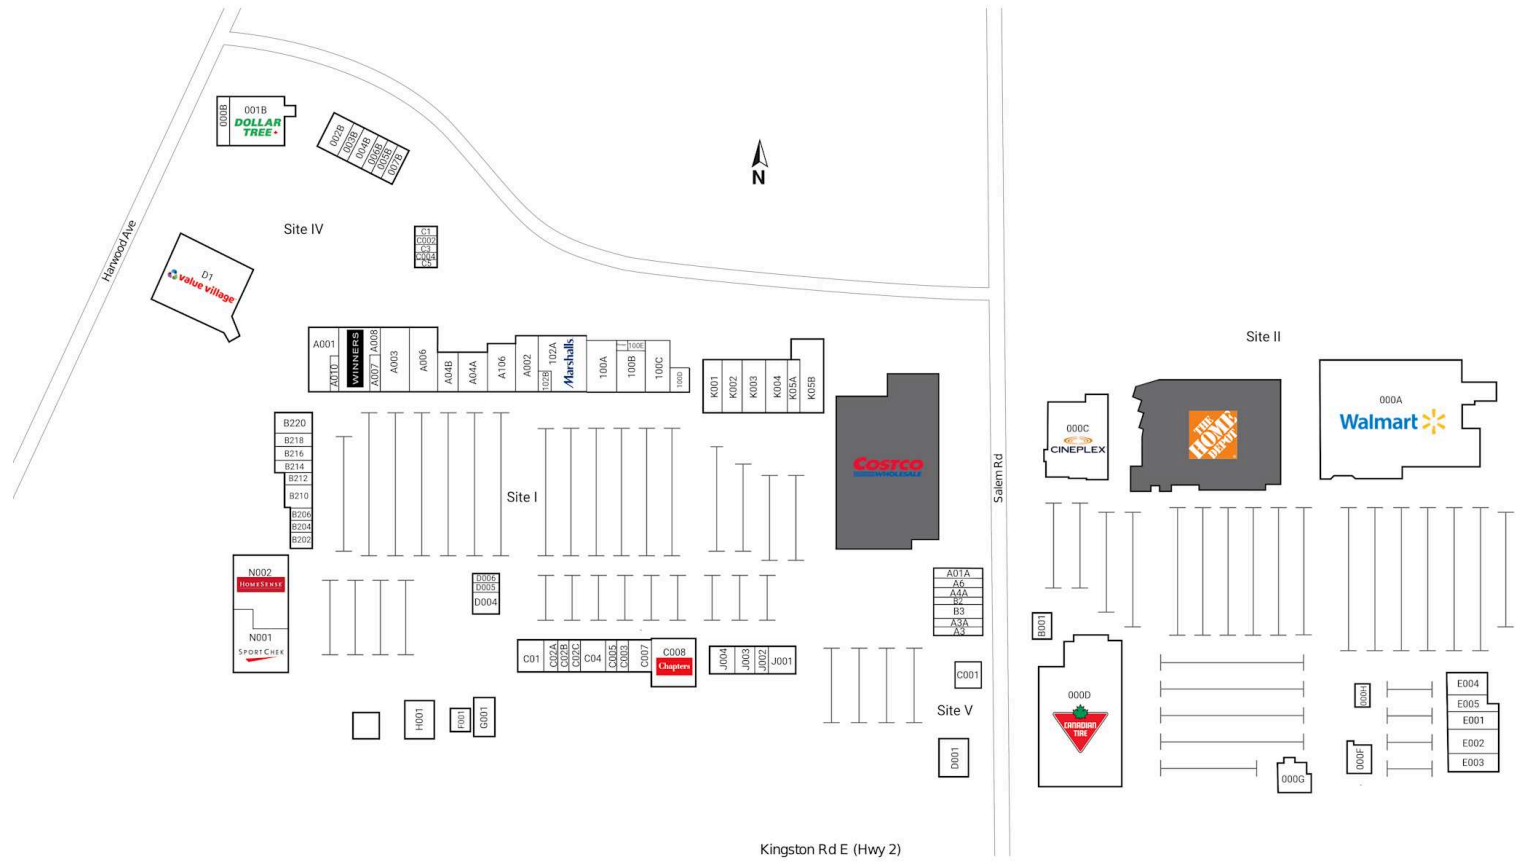 000B
001B
DOLLAR
TREE
002B
003B
004B
006B
005B
007B
N
Harwood Ave
Site IV
C1
C002
C3
C004
C5
D1
value village
A001
A010
WINNERS
A008
A007
A003
A006
A04B
A04A
A106
A002
102A
102B
Marshalls
100A
100E
100B
100C
100D
K001
K002
K003
K004
K05A
K05B
COSTCO
WHOLESALE
Salem Rd
Site II
000C
CINEPLEX
THE
HOME
DEPOT
000A
Walmart
B220
B218
B216
B214
B212
B210
B206
B204
B202
Site I
N002
HOMESENSE
N001
SPORTCHEK
D006
D005
D004
A01A
A6
A4A
B2
B3
A3A
A3
B001
C01
C02A
C02B
C02C
C04
C005
C003
C007
C008
Chapters
J004
J003
J002
J001
C001
Site V
D001
H001
F001
G001
000D
CANADIAN
TIRE
000H
000F
000G
E004
E005
E001
E002
E003
Kingston Rd E (Hwy 2)